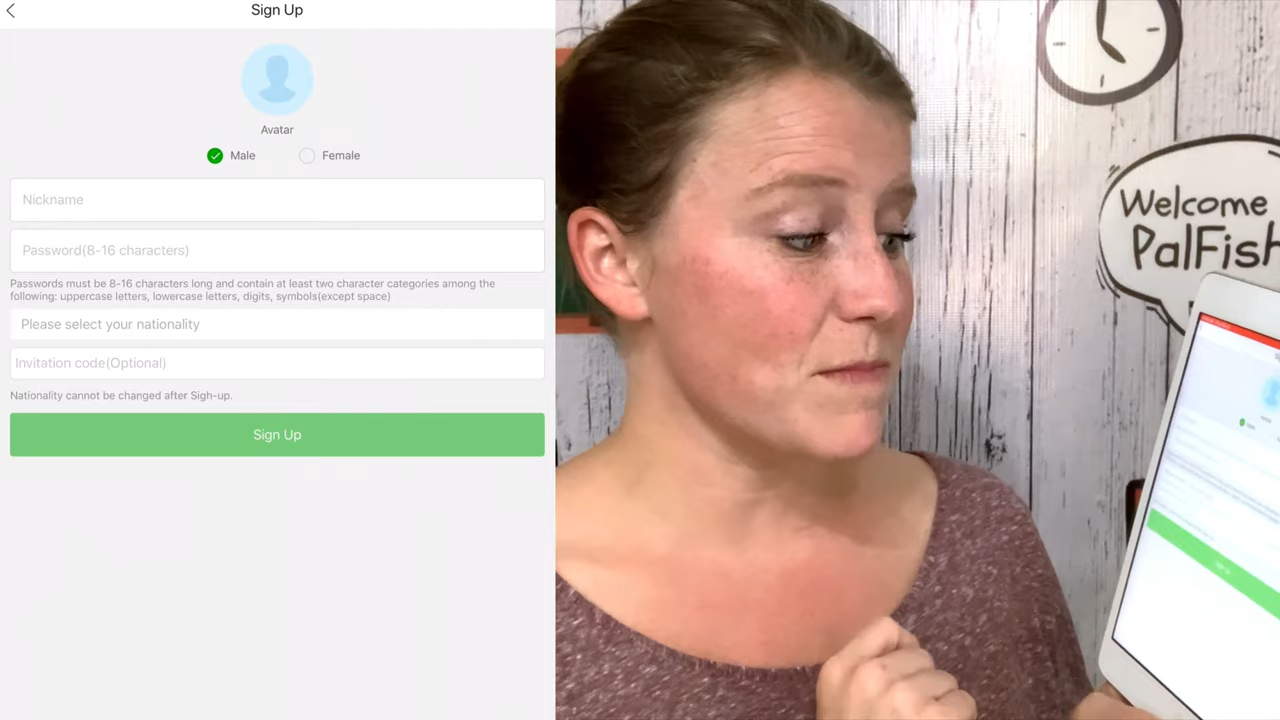 Sign Up
Avatar
Male
Female
Nickname
Password(8-16 characters)
Passwords must be 8-16 characters long and contain at least two character categories among the
following: uppercase letters, lowercase letters, digits, symbols(except space)
Please select your nationality
Invitation code(Optional)
Nationality cannot be changed after Sigh-up.
Sign Up
Welcome
PalFish